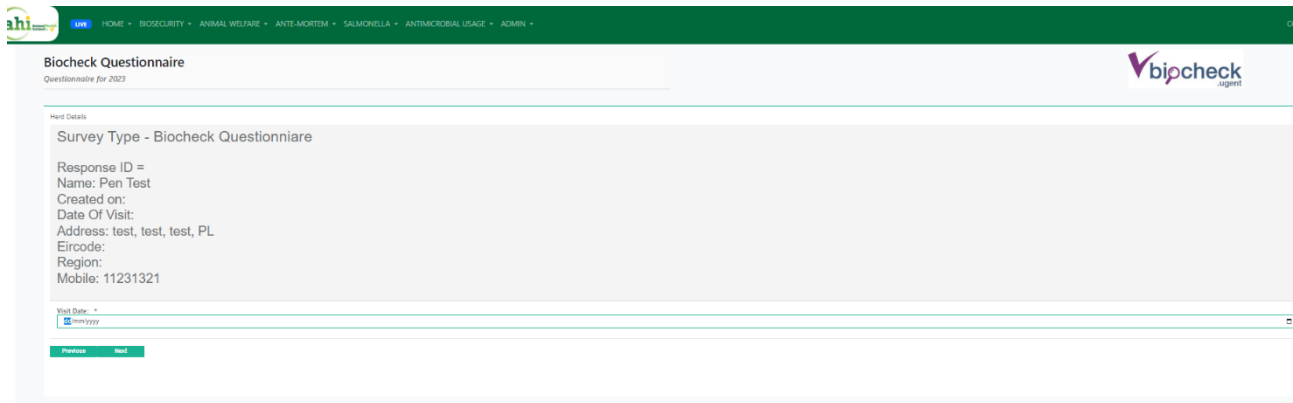 ahi
LIVE HOME BIOSECURITY ANIMAL WELFARE ANTE-MORTEM SALMONELLA ANTIMICROBIAL USAGE ADMIN
Biocheck Questionnaire
Questionnaire for 2023
biocheck
.ugent
Herd Details
Survey Type - Biocheck Questionniare
Response ID =
Name: Pen Test
Created on:
Date Of Visit:
Address: test, test, test, PL
Eircode:
Region:
Mobile: 11231321
Visit Date: *
dd/mm/yyyy
Previous Next